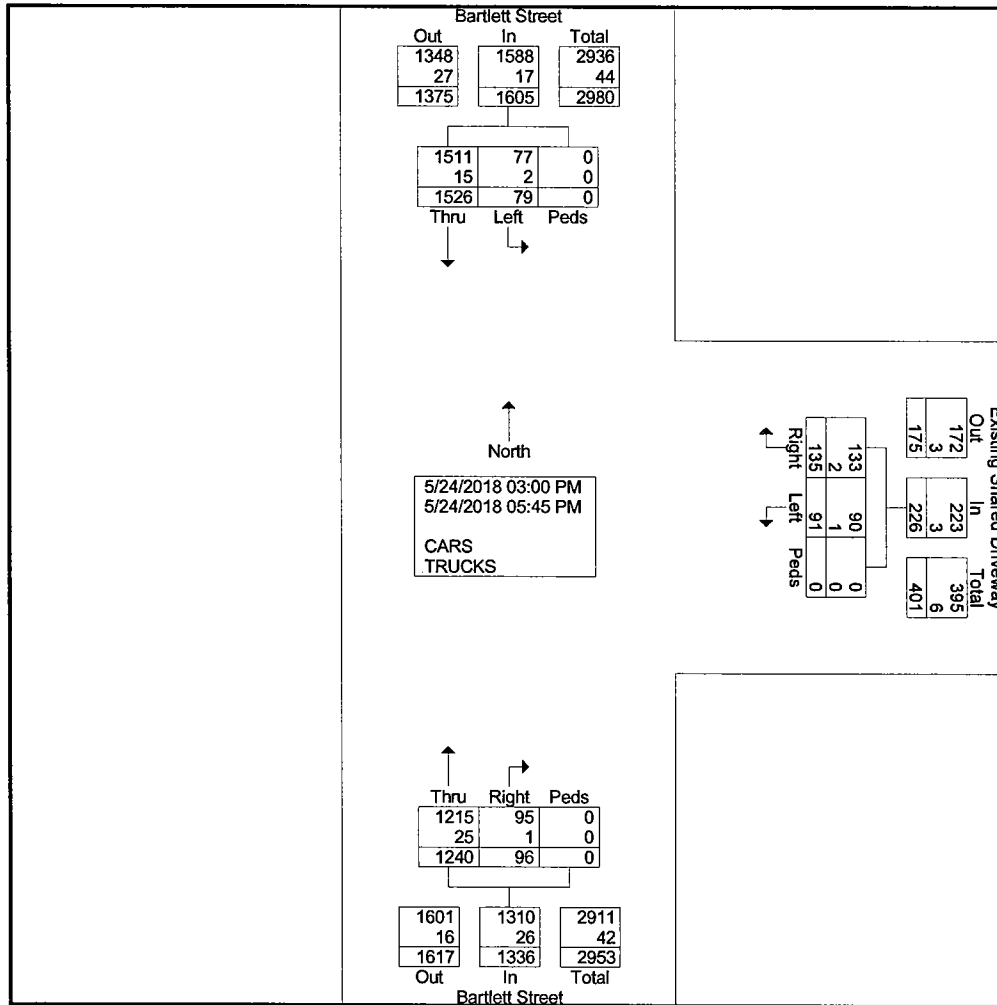 Bartlett Street
Out In Total
1348 1588 2936
27 17 44
1375 1605 2980
1511 77 0
15 2 0
1526 79 0
Thru Left Peds
North
5/24/2018 03:00 PM
5/24/2018 05:45 PM
CARS
TRUCKS
Existing Shared Driveway
Out In Total
172 223 395
3 3 6
175 226 401
133 90 0
2 1 0
135 91 0
Right Left Peds
Thru Right Peds
1215 95 0
25 1 0
1240 96 0
1601 1310 2911
16 26 42
1617 1336 2953
Out In Total
Bartlett Street